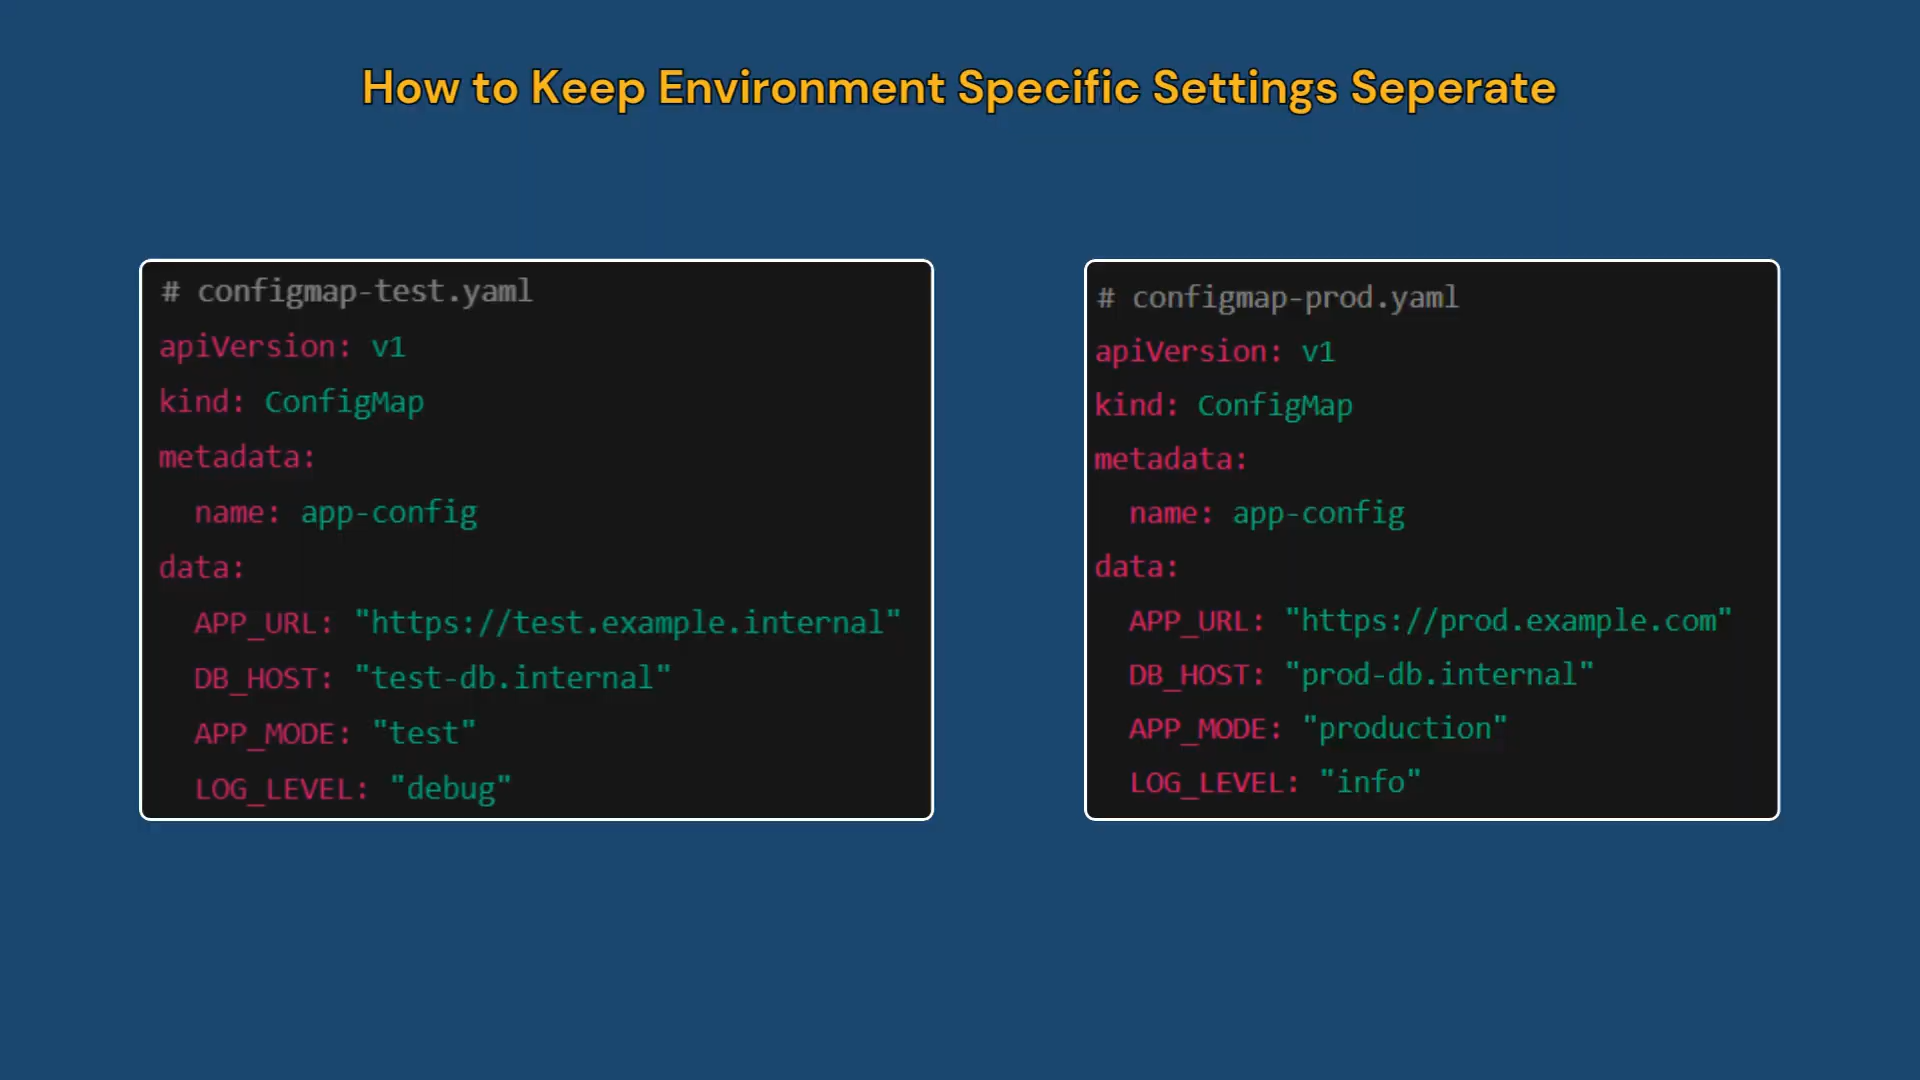 How to Keep Environment Specific Settings Seperate
# configmap-test.yaml
apiVersion: v1
kind: ConfigMap
metadata:
  name: app-config
data:
  APP_URL: "https://test.example.internal"
  DB_HOST: "test-db.internal"
  APP_MODE: "test"
  LOG_LEVEL: "debug"
# configmap-prod.yaml
apiVersion: v1
kind: ConfigMap
metadata:
  name: app-config
data:
  APP_URL: "https://prod.example.com"
  DB_HOST: "prod-db.internal"
  APP_MODE: "production"
  LOG_LEVEL: "info"